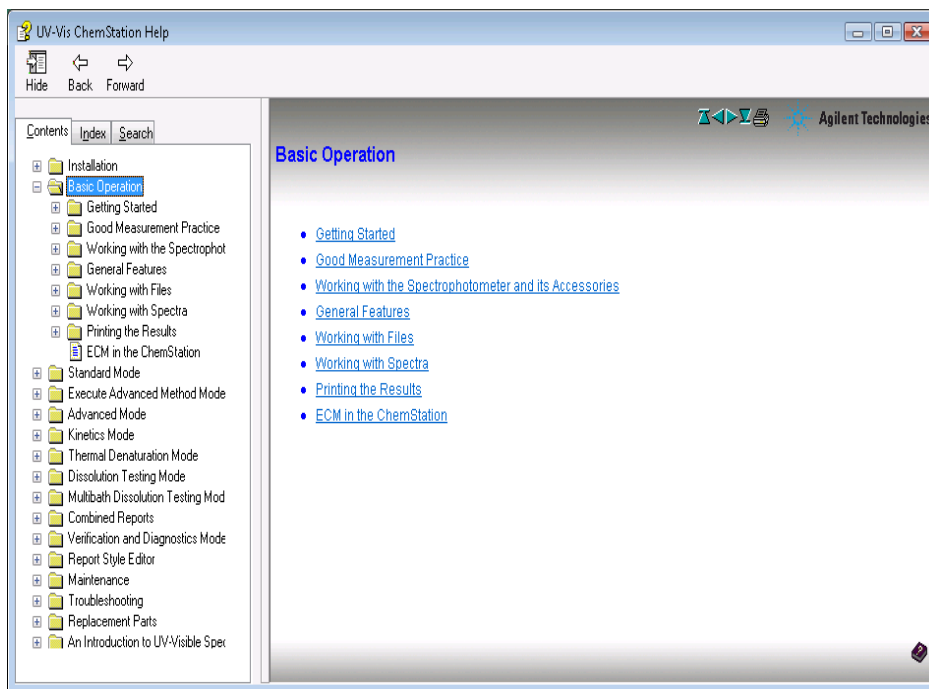 UV-Vis ChemStation Help
Hide Back Forward
Contents Index Search
Installation
Basic Operation
Getting Started
Good Measurement Practice
Working with the Spectrophot
General Features
Working with Files
Working with Spectra
Printing the Results
ECM in the ChemStation
Standard Mode
Execute Advanced Method Mode
Advanced Mode
Kinetics Mode
Thermal Denaturation Mode
Dissolution Testing Mode
Multibath Dissolution Testing Mod
Combined Reports
Verification and Diagnostics Mode
Report Style Editor
Maintenance
Troubleshooting
Replacement Parts
An Introduction to UV-Visible Spec
Agilent Technologies
Basic Operation
Getting Started
Good Measurement Practice
Working with the Spectrophotometer and its Accessories
General Features
Working with Files
Working with Spectra
Printing the Results
ECM in the ChemStation